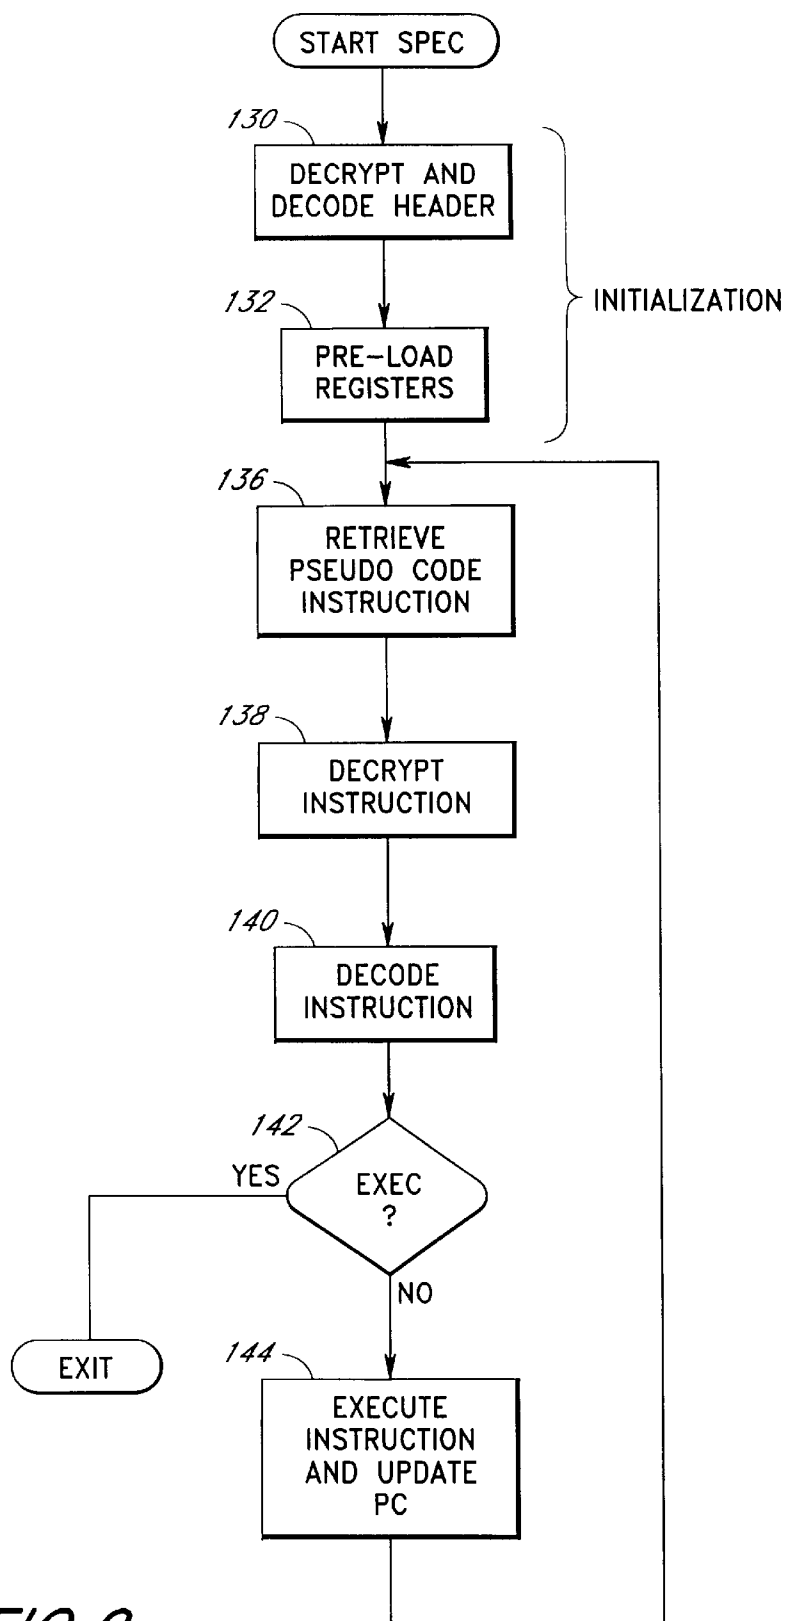 START SPEC
130
DECRYPT AND
DECODE HEADER
INITIALIZATION
132
PRE-LOAD
REGISTERS
136
RETRIEVE
PSEUDO CODE
INSTRUCTION
138
DECRYPT
INSTRUCTION
140
DECODE
INSTRUCTION
142
YES
EXEC
?
NO
EXIT
144
EXECUTE
INSTRUCTION
AND UPDATE
PC